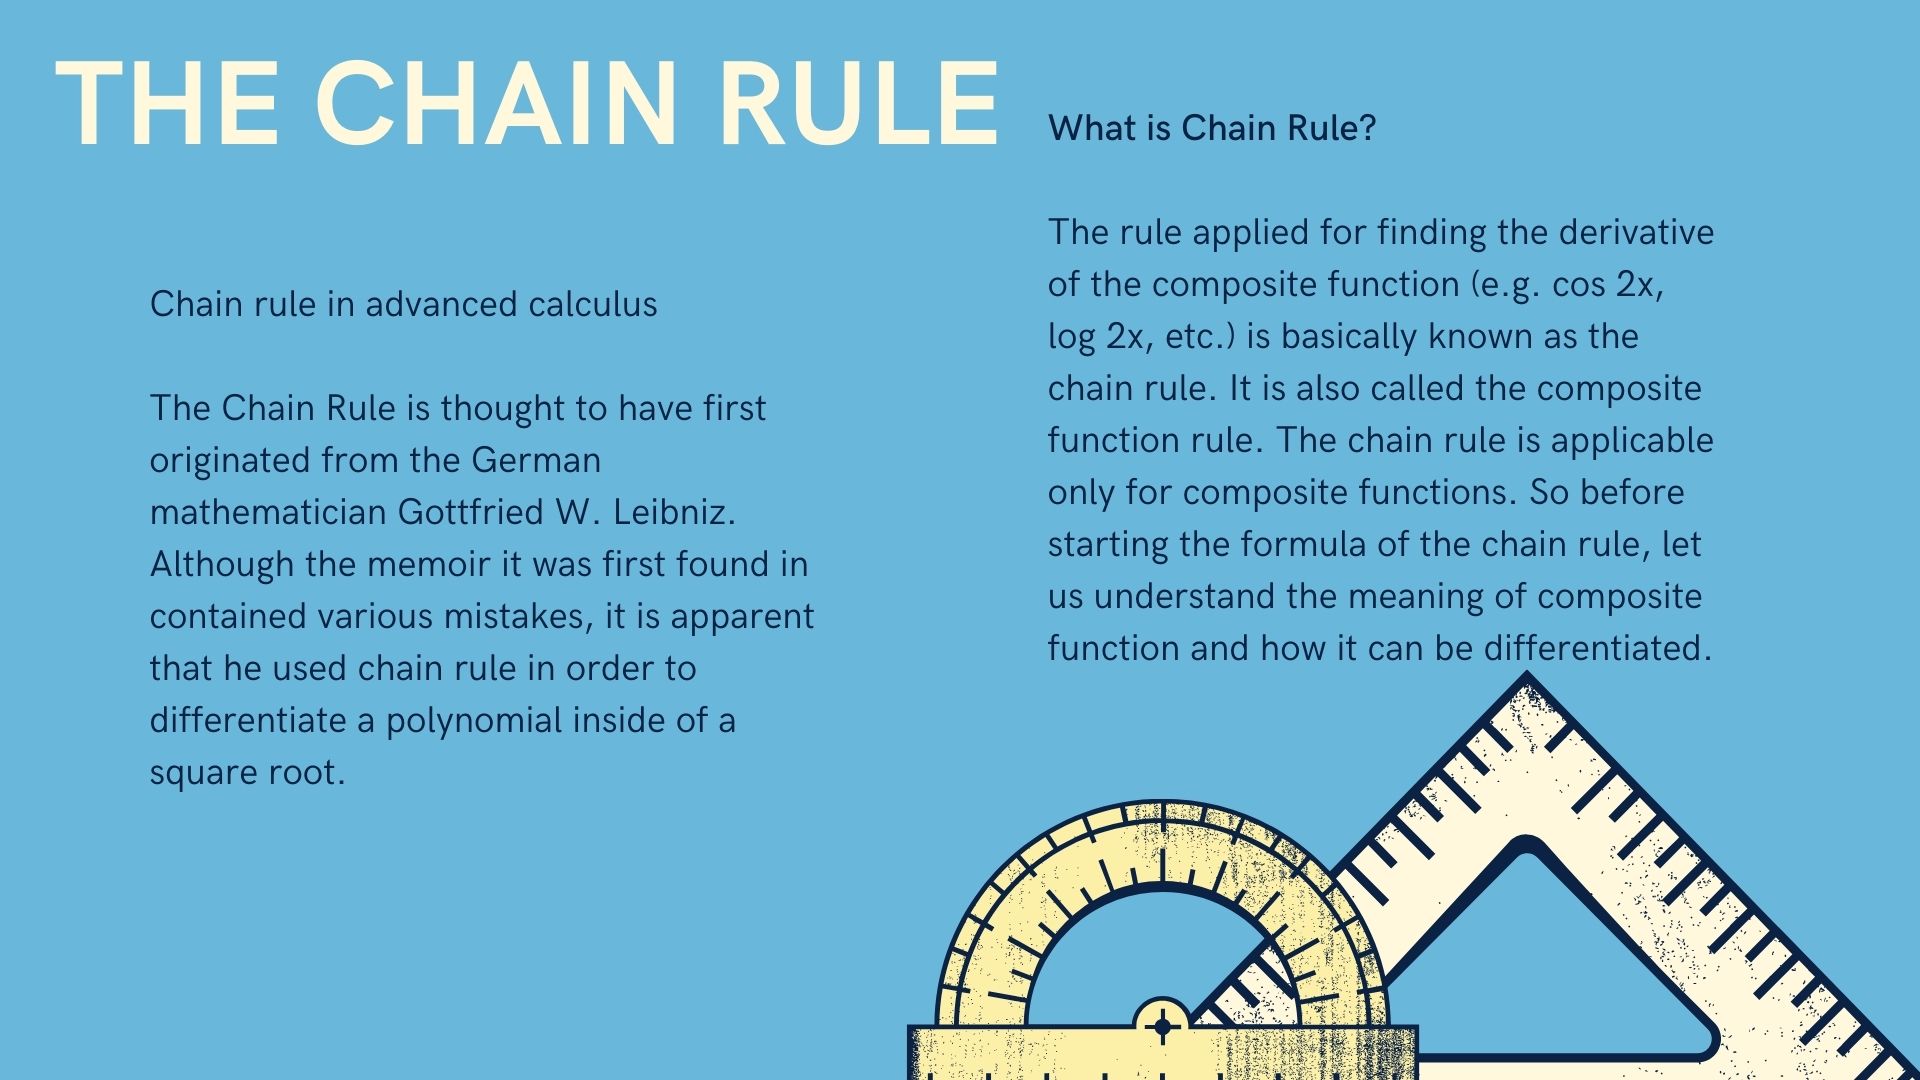 THE CHAIN RULE
Chain rule in advanced calculus
The Chain Rule is thought to have first
originated from the German
mathematician Gottfried W. Leibniz.
Although the memoir it was first found in
contained various mistakes, it is apparent
that he used chain rule in order to
differentiate a polynomial inside of a
square root.
What is Chain Rule?
The rule applied for finding the derivative
of the composite function (e.g. cos 2x,
log 2x, etc.) is basically known as the
chain rule. It is also called the composite
function rule. The chain rule is applicable
only for composite functions. So before
starting the formula of the chain rule, let
us understand the meaning of composite
function and how it can be differentiated.